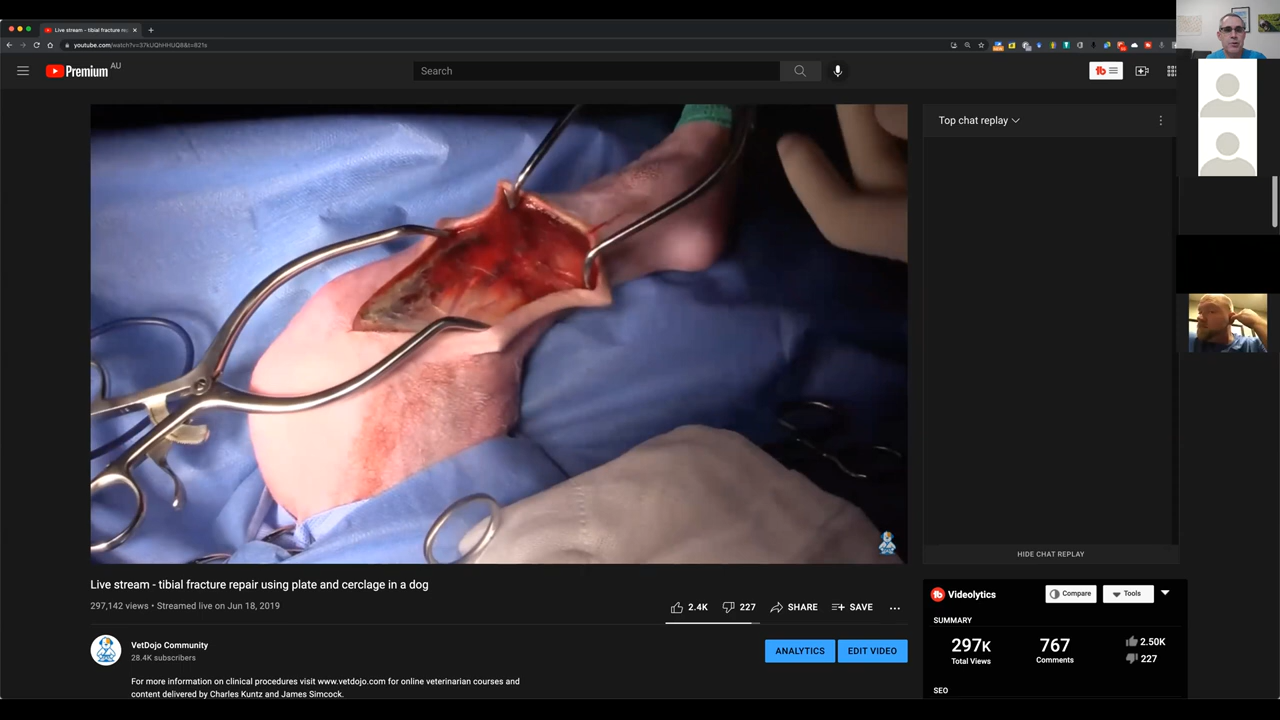 Live stream - tibial fracture re
youtube.com/watch?v=37kUQhHHUQ8&t=821s
Premium AU
Search
Top chat replay
HIDE CHAT REPLAY
Live stream - tibial fracture repair using plate and cerclage in a dog
297,142 views • Streamed live on Jun 18, 2019
2.4K 227 SHARE SAVE
VetDojo Community
28.4K subscribers
ANALYTICS EDIT VIDEO
For more information on clinical procedures visit www.vetdojo.com for online veterinary courses and
content delivered by Charles Kuntz and James Simcock.
Videolytics Compare Tools
SUMMARY
297K 767 2.50K
Total Views Comments 227
SEO